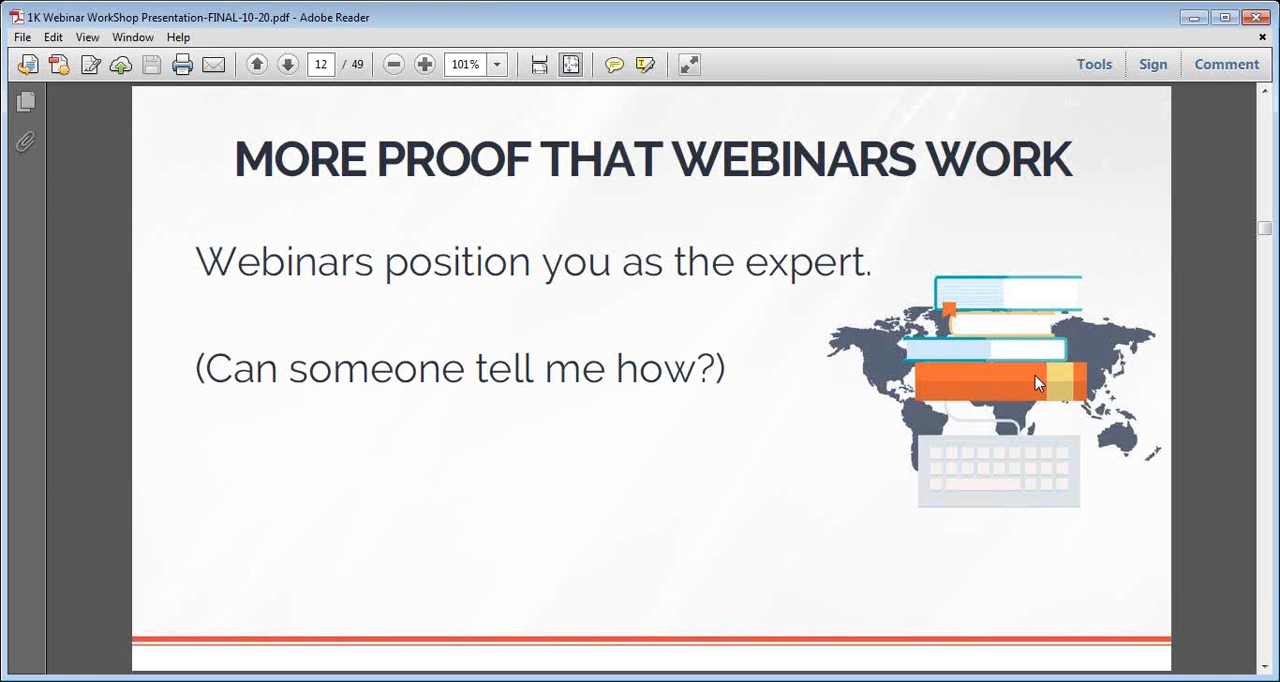 1K Webinar WorkShop Presentation-FINAL-10-20.pdf - Adobe Reader
File Edit View Window Help
12 / 49 101% Tools Sign Comment
MORE PROOF THAT WEBINARS WORK
Webinars position you as the expert.
(Can someone tell me how?)